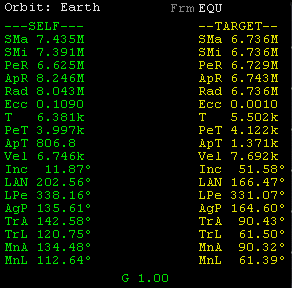 Orbit: Earth Frm EQU
---SELF--- --TARGET--
SMa 7.435M SMa 6.736M
SMi 7.391M SMi 6.736M
PeR 6.625M PeR 6.729M
ApR 8.246M ApR 6.743M
Rad 8.043M Rad 6.736M
Ecc 0.1090 Ecc 0.0010
T 6.381k T 5.502k
PeT 3.997k PeT 4.122k
ApT 806.8 ApT 1.371k
Vel 6.746k Vel 7.692k
Inc 11.87° Inc 51.58°
LAN 202.56° LAN 166.47°
LPe 338.16° LPe 331.07°
AgP 135.61° AgP 164.60°
TrA 142.58° TrA 90.43°
TrL 120.75° TrL 61.50°
MnA 134.48° MnA 90.32°
MnL 112.64° MnL 61.39°
G 1.00